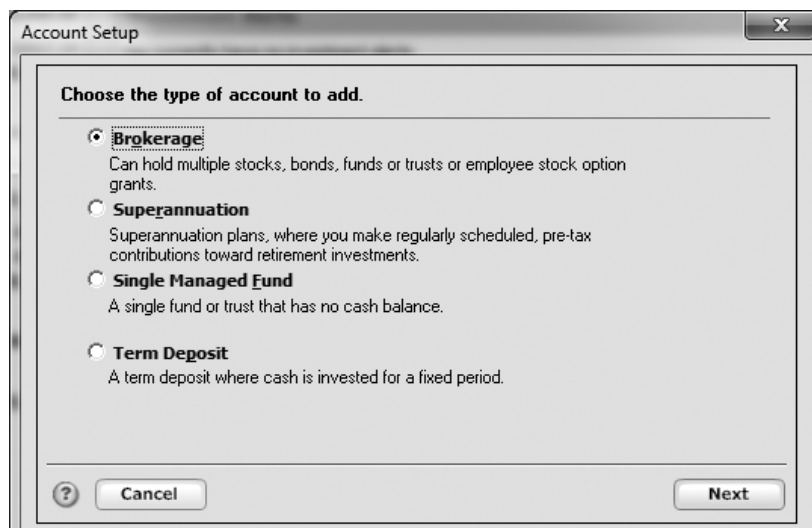 Account Setup
Choose the type of account to add.
Brokerage
Can hold multiple stocks, bonds, funds or trusts or employee stock option
grants.
Superannuation
Superannuation plans, where you make regularly scheduled, pre-tax
contributions toward retirement investments.
Single Managed Fund
A single fund or trust that has no cash balance.
Term Deposit
A term deposit where cash is invested for a fixed period.
? Cancel Next